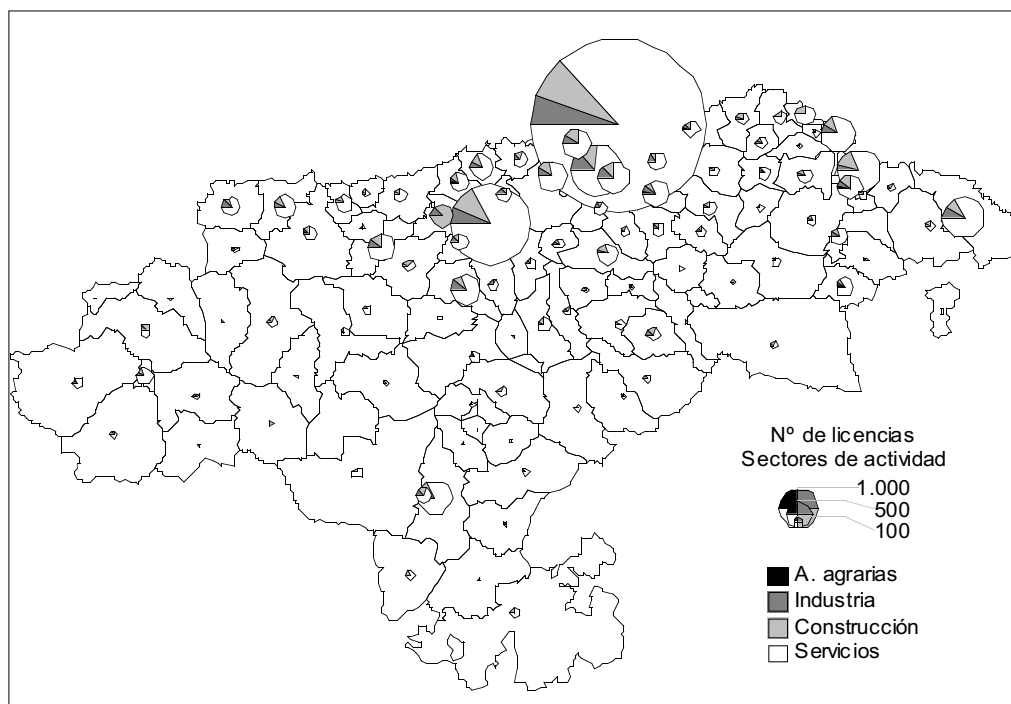 Nº de licencias
Sectores de actividad
1.000
500
100
A. agrarias
Industria
Construcción
Servicios